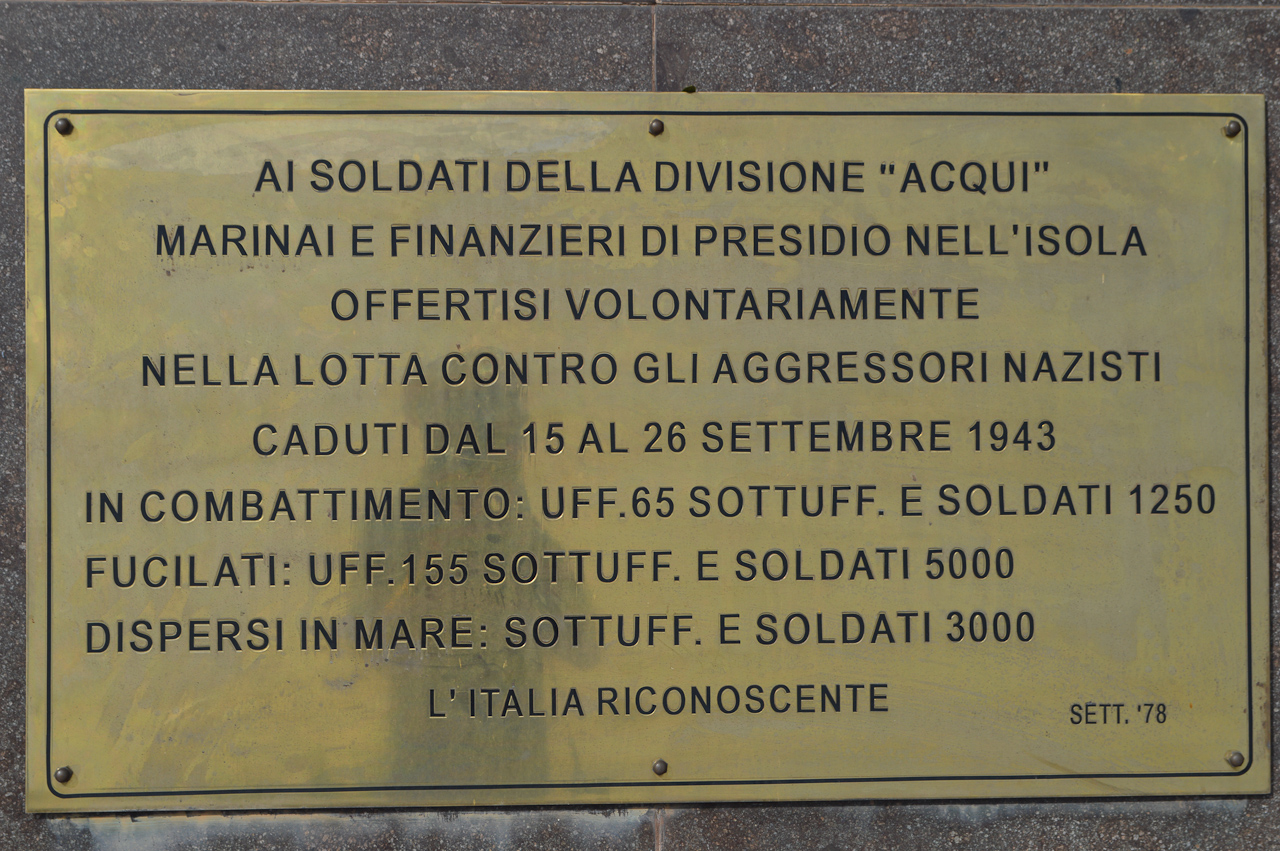 AI SOLDATI DELLA DIVISIONE "ACQUI"
MARINAI E FINANZIERI DI PRESIDIO NELL'ISOLA
OFFERTISI VOLONTARIAMENTE
NELLA LOTTA CONTRO GLI AGGRESSORI NAZISTI
CADUTI DAL 15 AL 26 SETTEMBRE 1943
IN COMBATTIMENTO: UFF.65 SOTTUFF. E SOLDATI 1250
FUCILATI: UFF.155 SOTTUFF. E SOLDATI 5000
DISPERSI IN MARE: SOTTUFF. E SOLDATI 3000
L' ITALIA RICONOSCENTE
SETT. '78